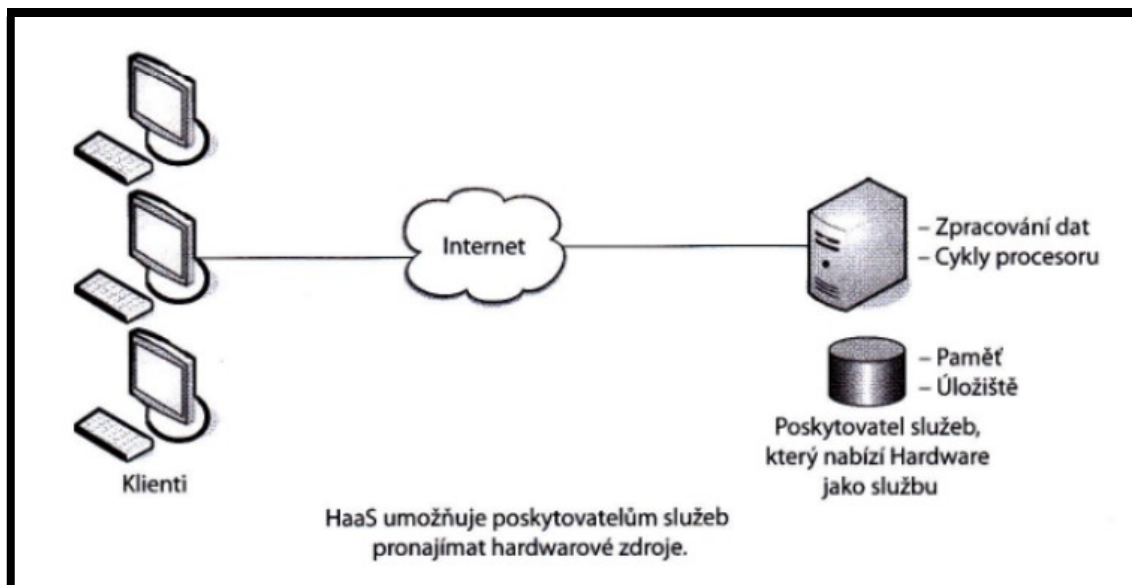 Internet
– Zpracování dat
– Cykly procesoru
– Paměť
– Úložiště
Poskytovatel služeb,
který nabízí Hardware
jako službu
Klienti
HaaS umožňuje poskytovatelům služeb
pronajímat hardwarové zdroje.